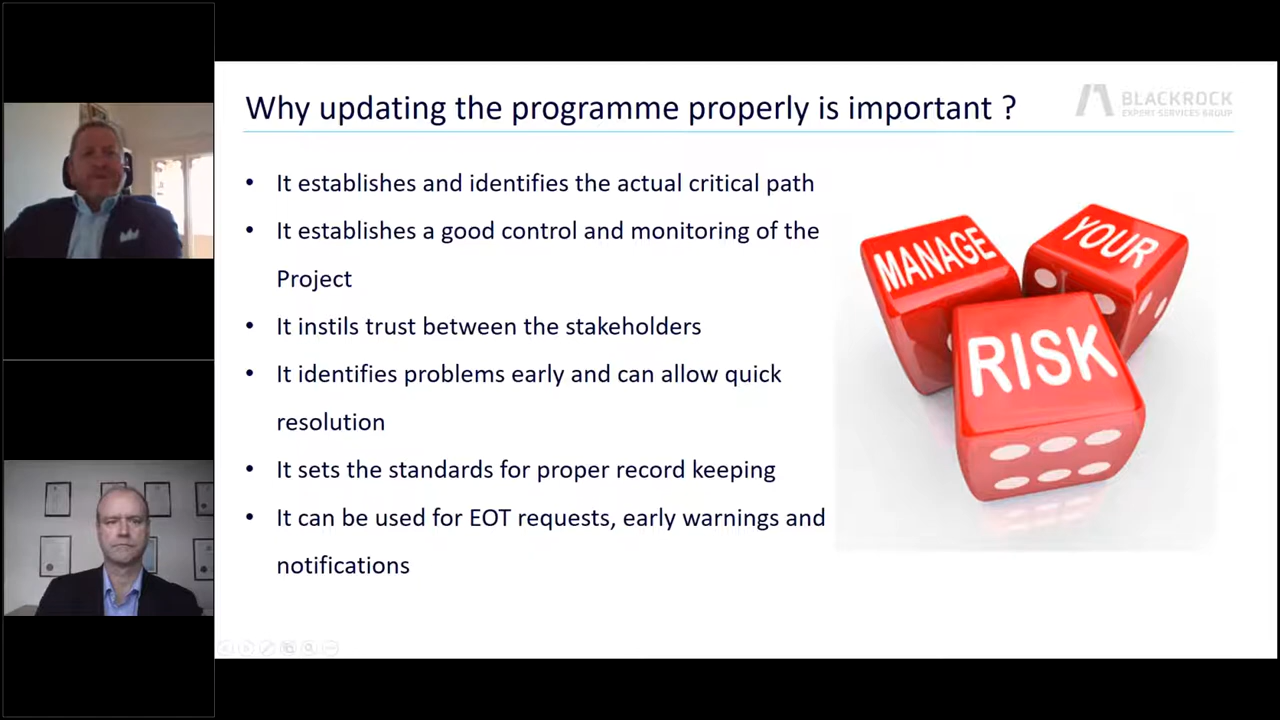 Why updating the programme properly is important ?
BLACKROCK
EXPERT SERVICES GROUP
• It establishes and identifies the actual critical path
• It establishes a good control and monitoring of the
Project
• It instils trust between the stakeholders
• It identifies problems early and can allow quick
resolution
• It sets the standards for proper record keeping
• It can be used for EOT requests, early warnings and
notifications
MANAGE
YOUR
RISK